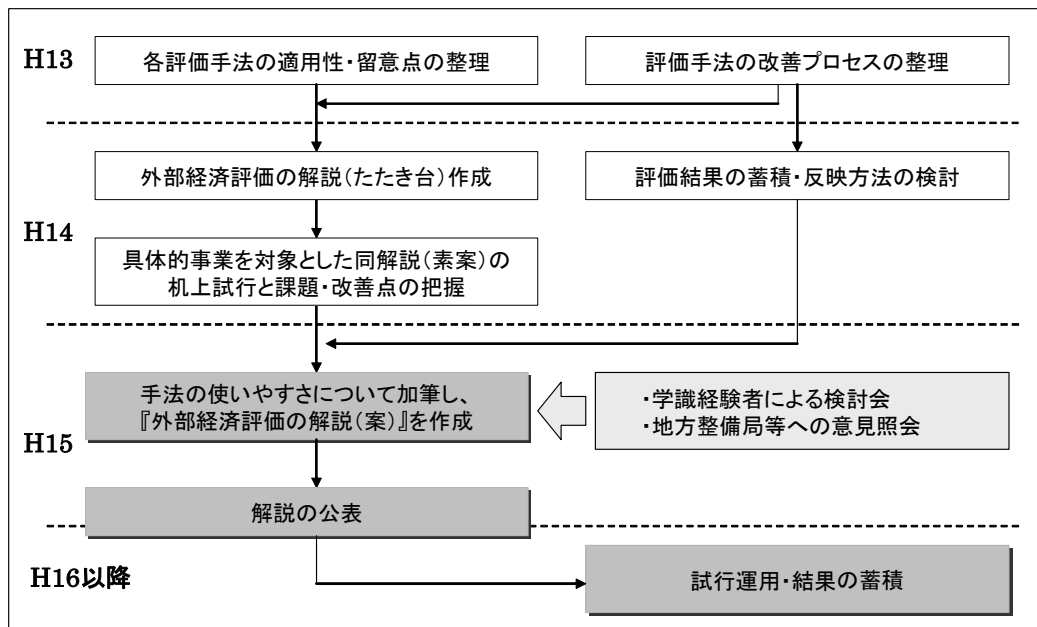 H13
各評価手法の適用性・留意点の整理
評価手法の改善プロセスの整理
H14
外部経済評価の解説(たたき台)作成
評価結果の蓄積・反映方法の検討
具体的事業を対象とした同解説(素案)の
机上試行と課題・改善点の把握
H15
手法の使いやすさについて加筆し、
『外部経済評価の解説(案)』を作成
・学識経験者による検討会
・地方整備局等への意見照会
解説の公表
H16以降
試行運用・結果の蓄積